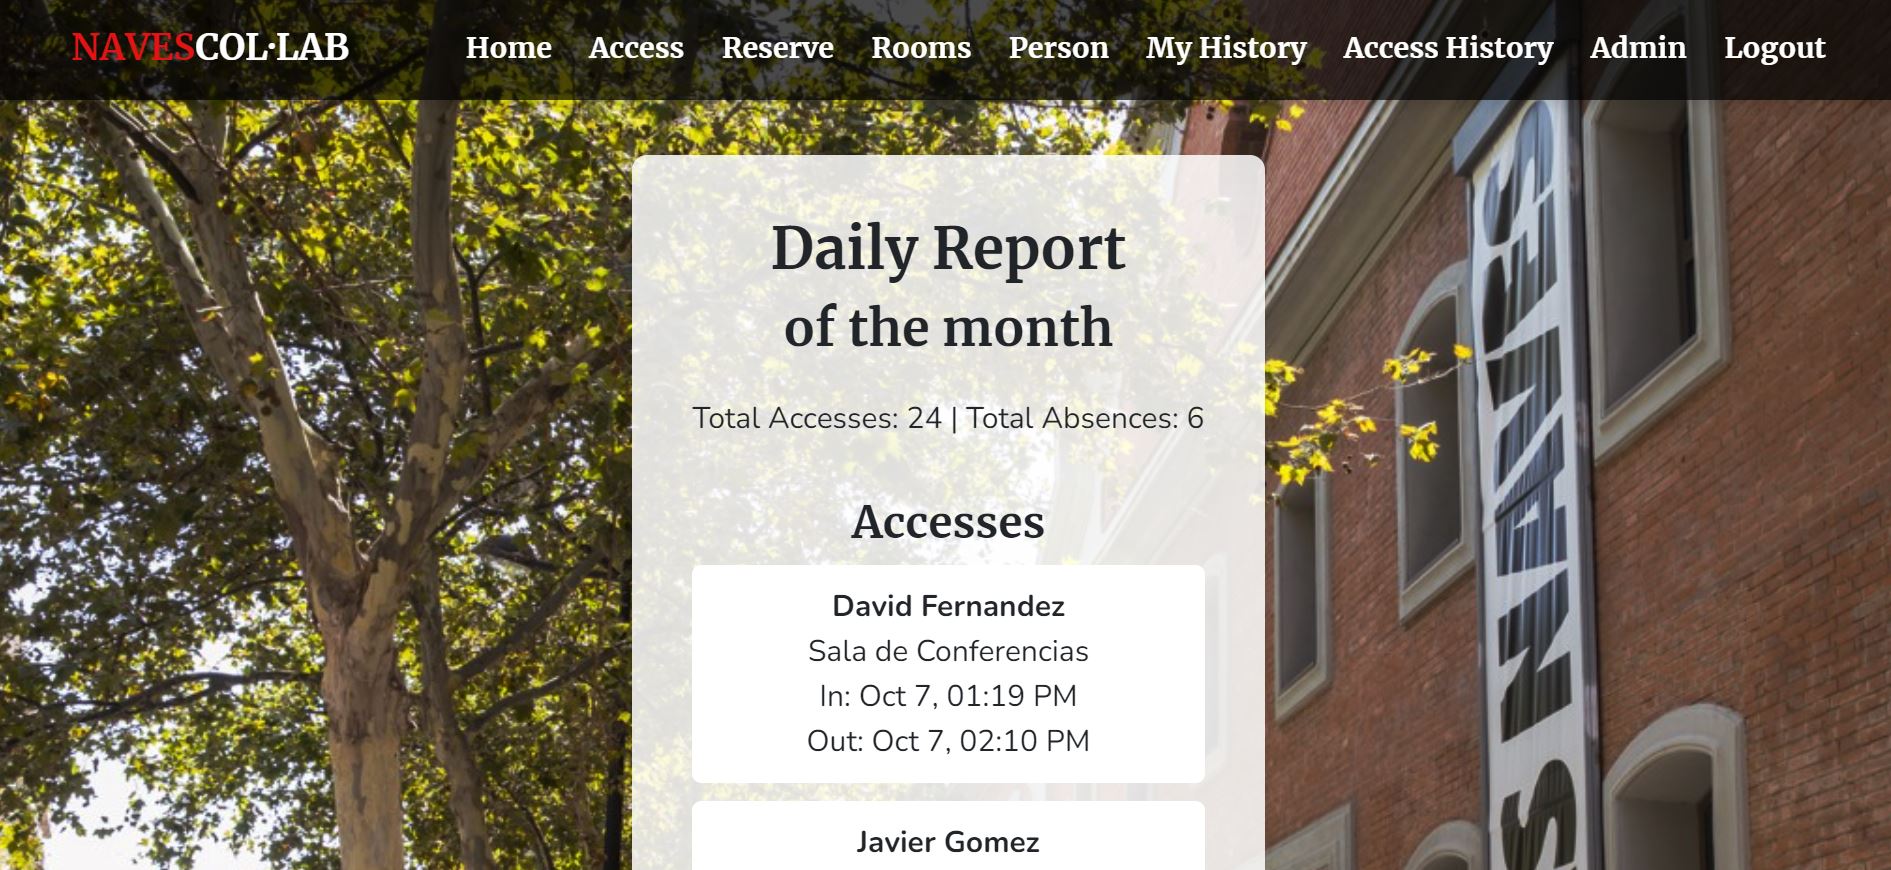 NAVESCOL·LAB
Home Access Reserve Rooms Person My History Access History Admin Logout
Daily Report
of the month
Total Accesses: 24 | Total Absences: 6
Accesses
David Fernandez
Sala de Conferencias
In: Oct 7, 01:19 PM
Out: Oct 7, 02:10 PM
Javier Gomez